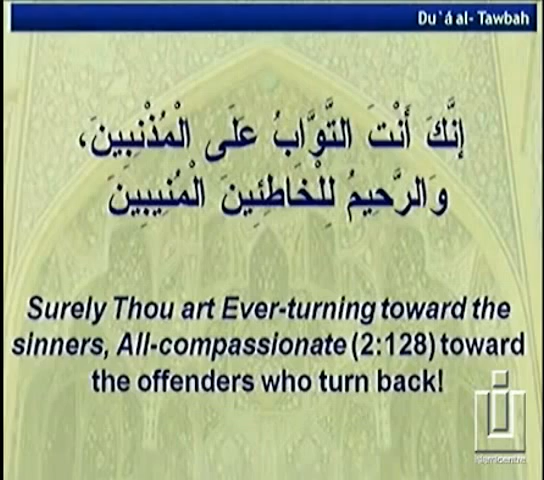 Du`á al- Tawbah
إِنَّكَ أَنْتَ التَّوَّابُ عَلَى الْمُذْنِبِينَ،
وَالرَّحِيمُ لِلْخَاطِئِينَ الْمُنِيبِينَ
Surely Thou art Ever-turning toward the
sinners, All-compassionate (2:128) toward
the offenders who turn back!
islamicentre